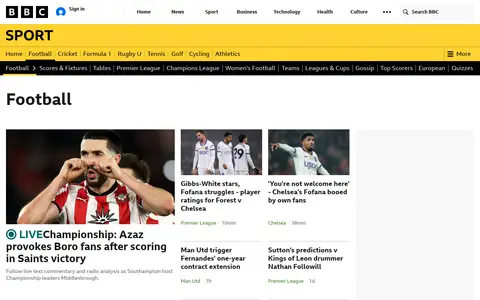 BBC
Sign in
Home
News
Sport
Business
Technology
Health
Culture
Search BBC
SPORT
Home Football Cricket Formula 1 Rugby U Tennis Golf Cycling Athletics
More
Football Scores & Fixtures Tables Premier League Champions League Women's Football Teams Leagues & Cups Gossip Top Scorers European Quizzes
Football
LIVEChampionship: Azaz
provokes Boro fans after scoring
in Saints victory
Follow live text commentary and radio analysis as Southampton host
Championship leaders Middlesbrough.
Gibbs-White stars,
Fofana struggles - player
ratings for Forest v
Chelsea
Premier League 10min
'You're not welcome here'
- Chelsea's Fofana booed
by own fans
Chelsea 38min
Man Utd trigger
Fernandes' one-year
contract extension
Man Utd 7h
Sutton's predictions v
Kings of Leon drummer
Nathan Followill
Premier League 1d